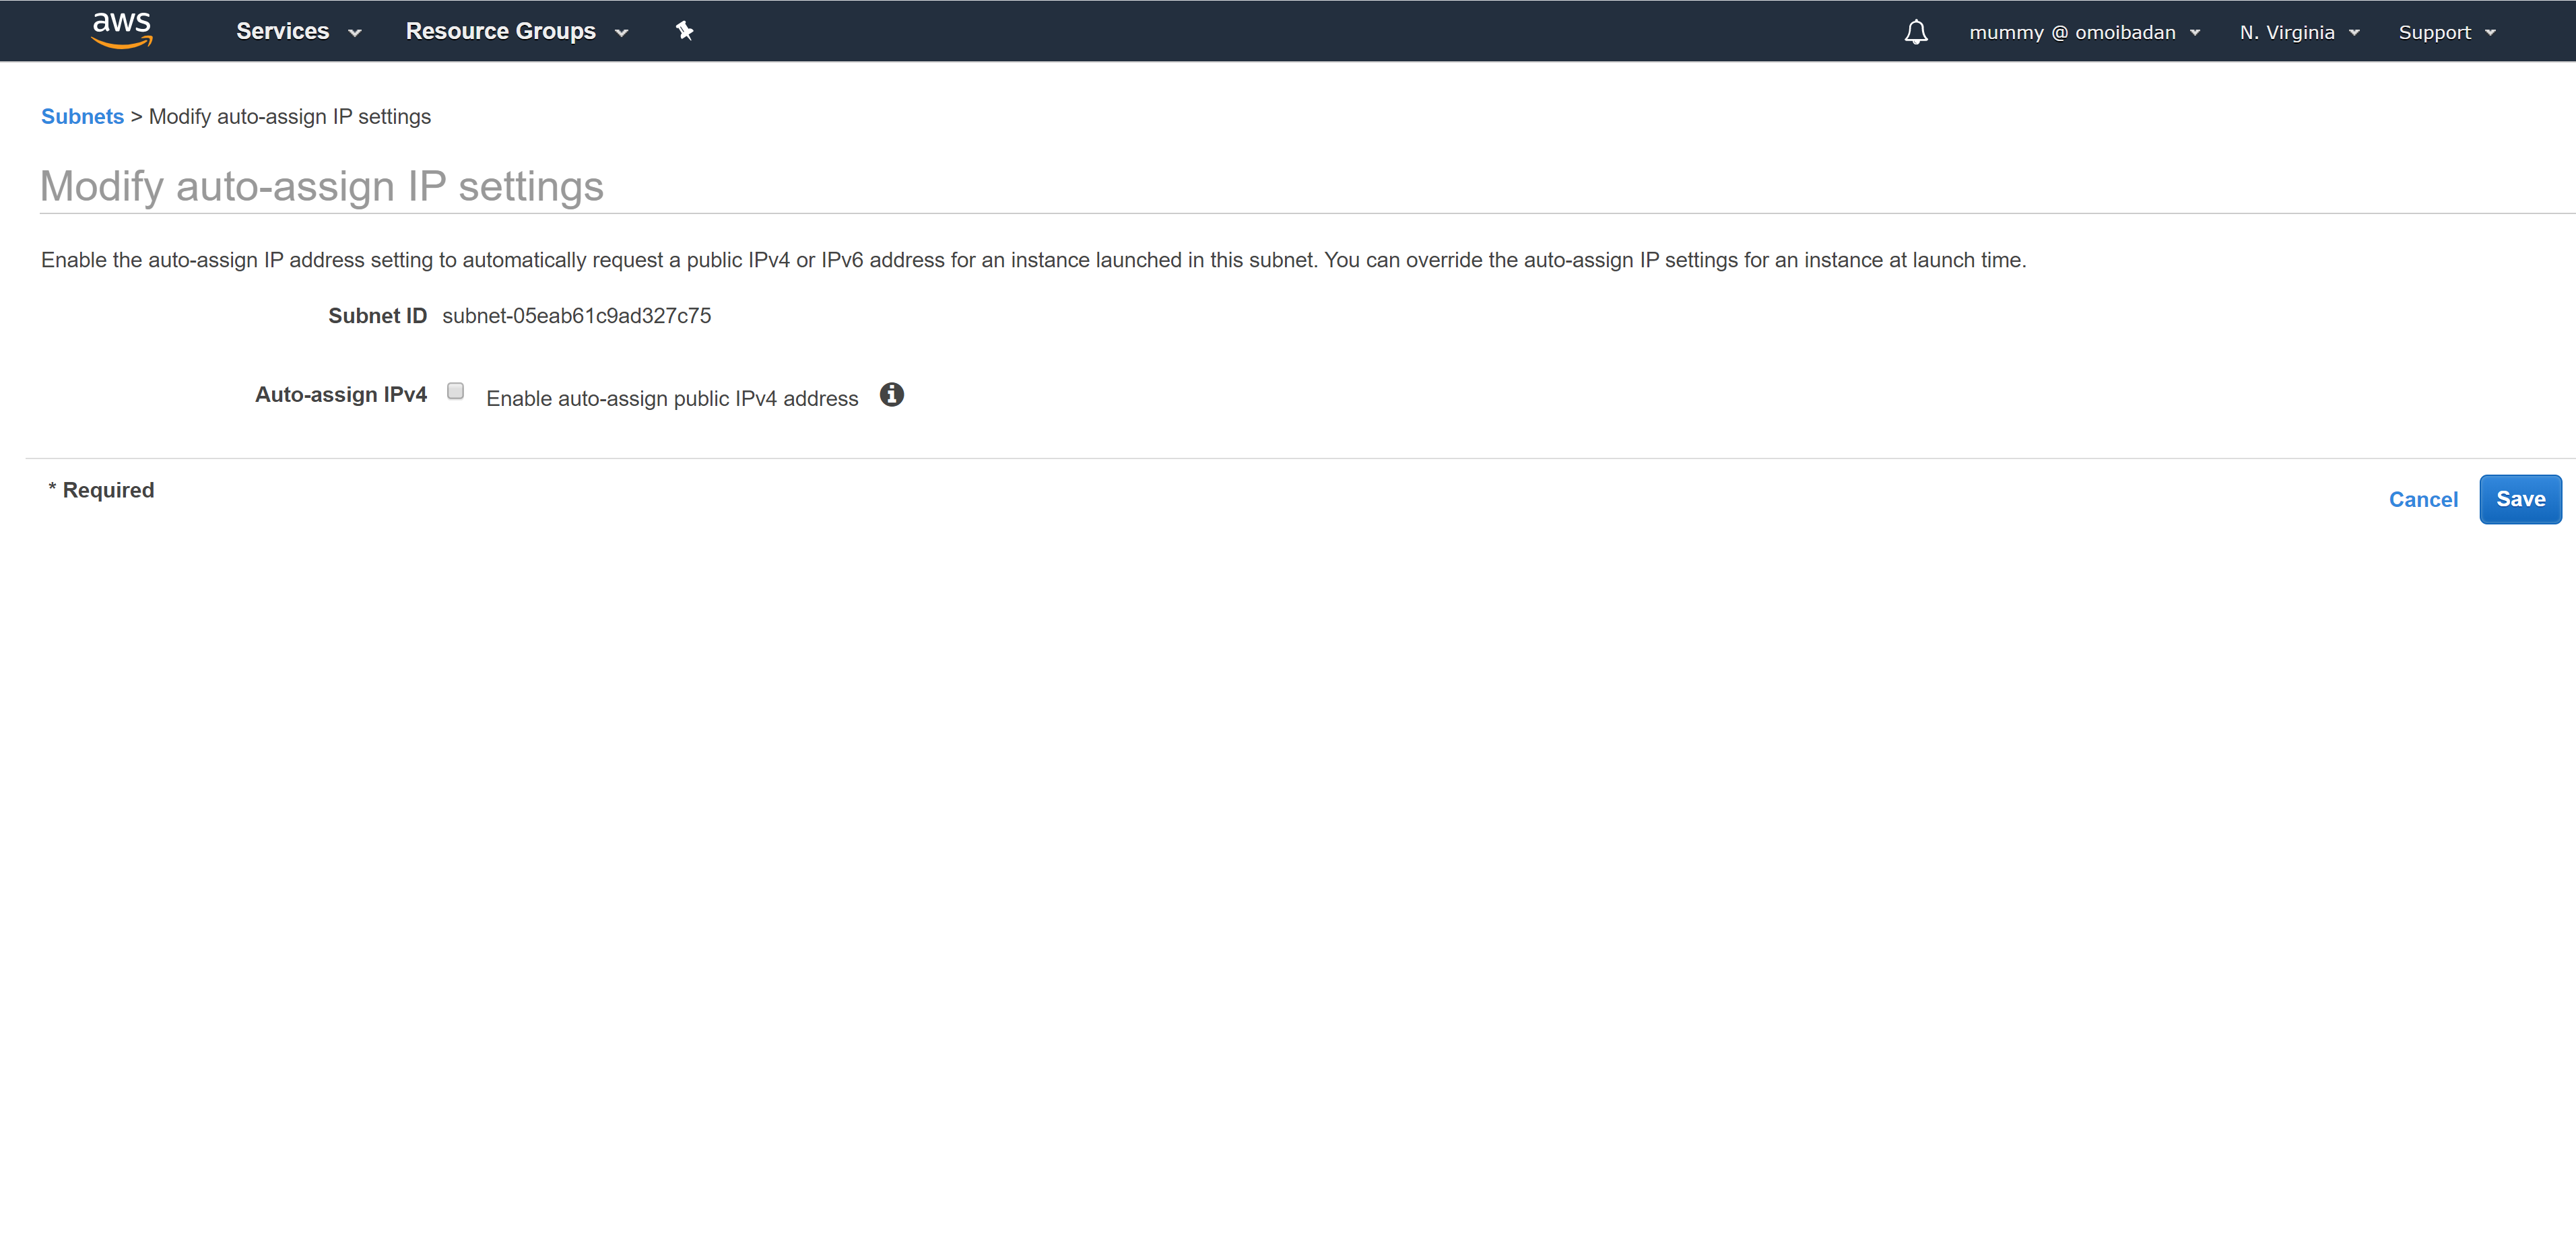 aws Services Resource Groups mummy @ omoibadan N. Virginia Support
Subnets > Modify auto-assign IP settings
Modify auto-assign IP settings
Enable the auto-assign IP address setting to automatically request a public IPv4 or IPv6 address for an instance launched in this subnet. You can override the auto-assign IP settings for an instance at launch time.
Subnet ID subnet-05eab61c9ad327c75
Auto-assign IPv4 Enable auto-assign public IPv4 address
* Required
Cancel Save